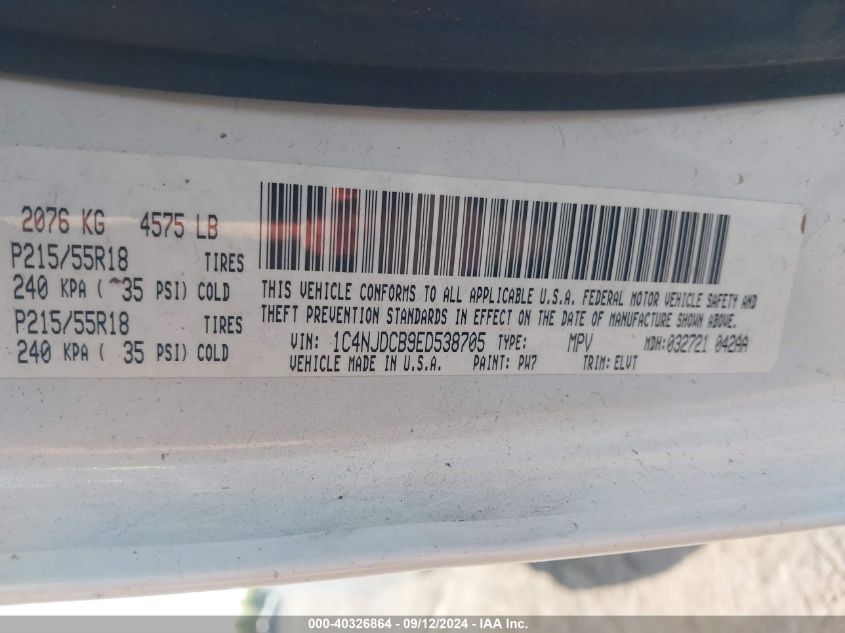 2076 KG 4575 LB
P215/55R18 TIRES
240 KPA ( 35 PSI) COLD
P215/55R18 TIRES
240 KPA ( 35 PSI) COLD
THIS VEHICLE CONFORMS TO ALL APPLICABLE U.S.A. FEDERAL MOTOR VEHICLE SAFETY AND
THEFT PREVENTION STANDARDS IN EFFECT ON THE DATE OF MANUFACTURE SHOWN ABOVE.
VIN: 1C4NJDCB9ED538705 TYPE: MPV MDH:032721 042AA
VEHICLE MADE IN U.S.A. PAINT: PW7 TRIM: ELVT
000-40326864 - 09/12/2024 - IAA Inc.